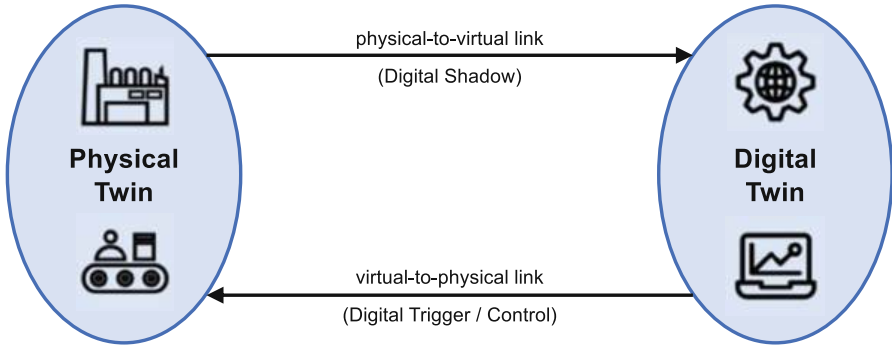 physical-to-virtual link
(Digital Shadow)
Physical
Twin
Digital
Twin
virtual-to-physical link
(Digital Trigger / Control)